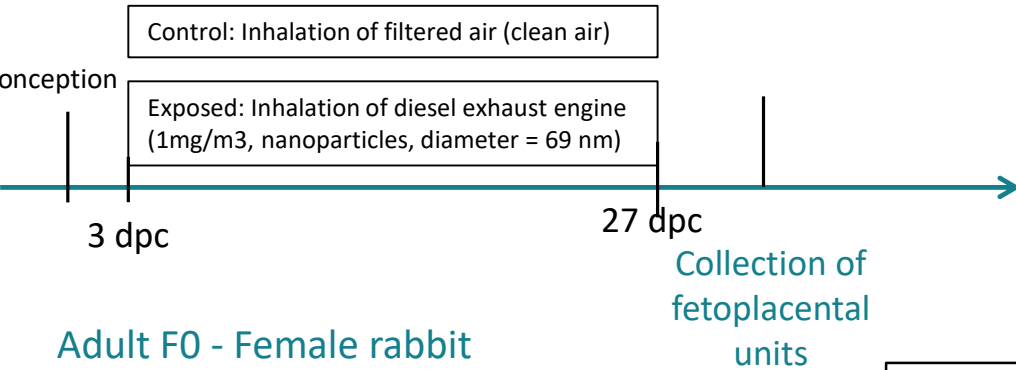 Control: Inhalation of filtered air (clean air)
onception
Exposed: Inhalation of diesel exhaust engine
(1mg/m3, nanoparticles, diameter = 69 nm)
3 dpc
27 dpc
Collection of
fetoplacental
units
Adult F0 - Female rabbit